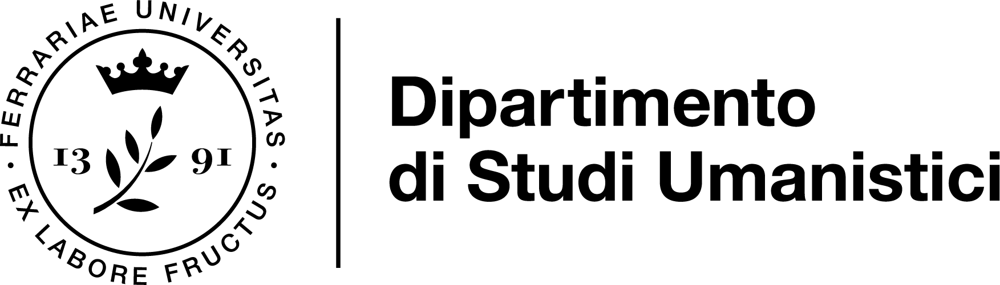 FERRARIAE UNIVERSITAS
13 91
· EX LABORE FRUCTUS ·
Dipartimento
di Studi Umanistici